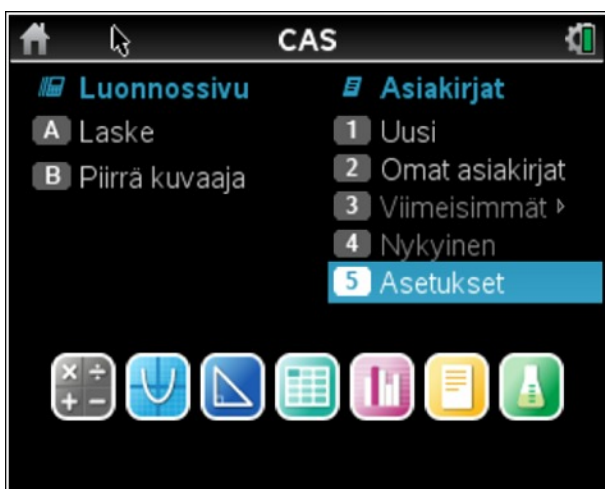 CAS
Luonnossivu
A Laske
B Piirrä kuvaaja
Asiakirjat
1 Uusi
2 Omat asiakirjat
3 Viimeisimmät ▹
4 Nykyinen
5 Asetukset